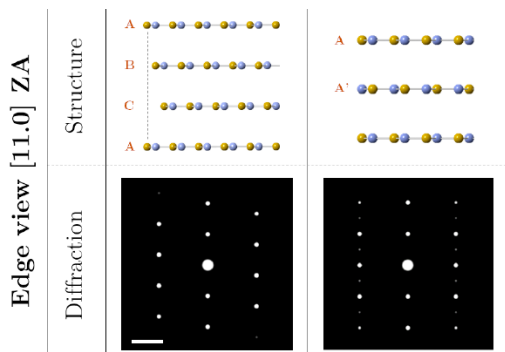 Edge view [11.0] ZA
Structure
Diffraction
A
B
C
A
A
A'